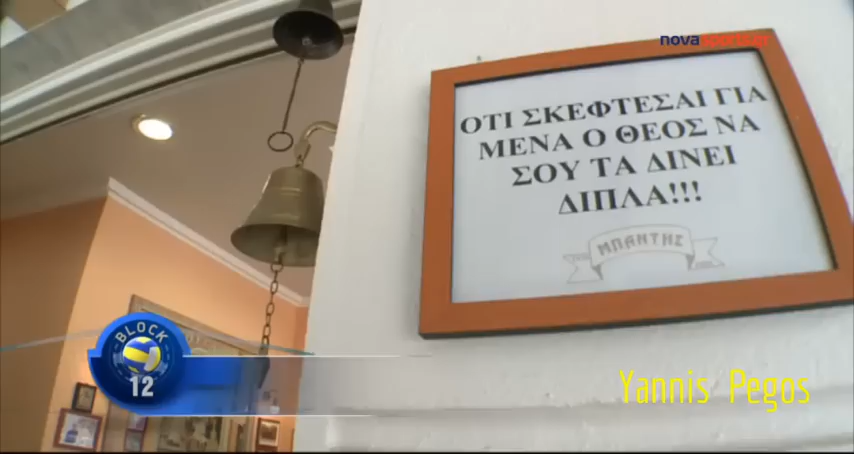 novasports.gr
ΟΤΙ ΣΚΕΦΤΕΣΑΙ ΓΙΑ
ΜΕΝΑ Ο ΘΕΟΣ ΝΑ
ΣΟΥ ΤΑ ΔΙΝΕΙ
ΔΙΠΛΑ!!!
ΜΠΑΝΤΗΣ
BLOCK
12
Yannis Pegos